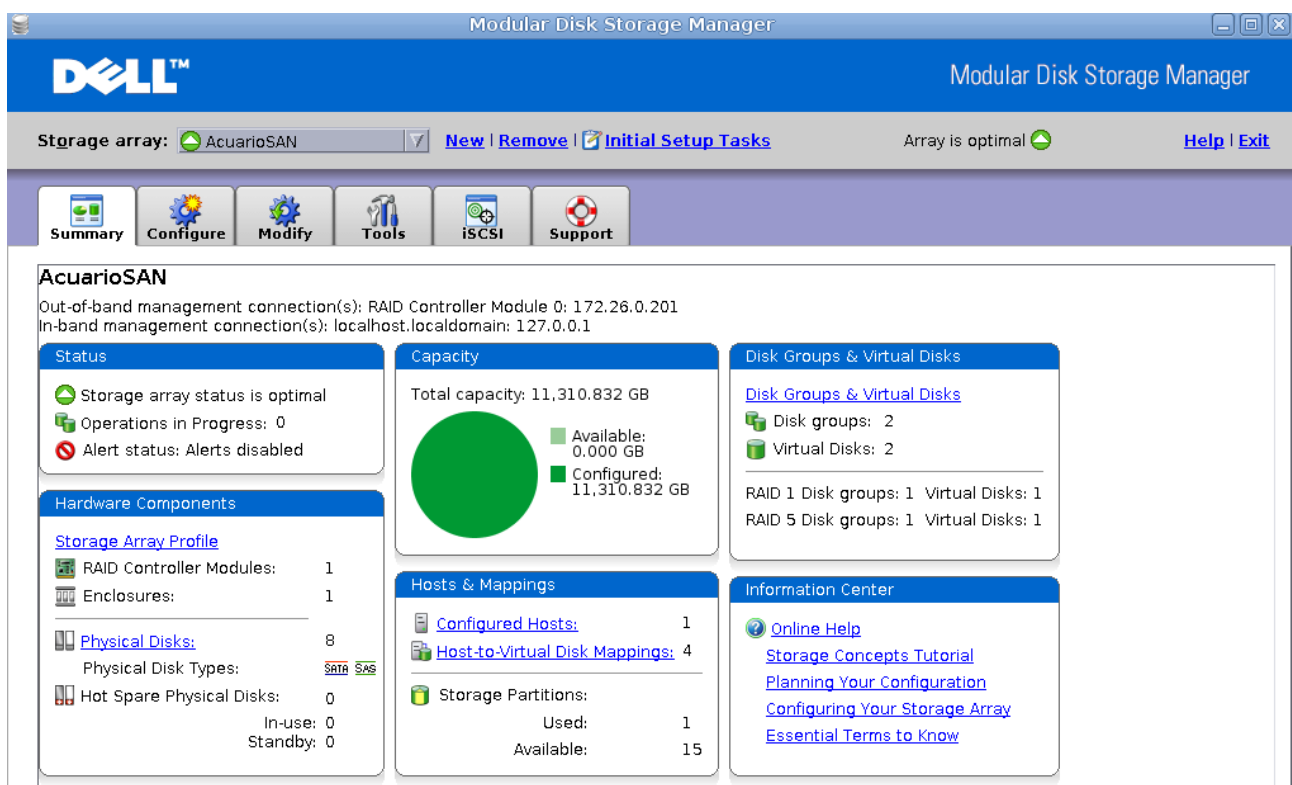 Modular Disk Storage Manager
DELL™
Modular Disk Storage Manager
Storage array: AcuarioSAN New | Remove | Initial Setup Tasks Array is optimal Help | Exit
Summary Configure Modify Tools iSCSI Support
AcuarioSAN
Out-of-band management connection(s): RAID Controller Module 0: 172.26.0.201
In-band management connection(s): localhost.localdomain: 127.0.0.1
Status
Storage array status is optimal
Operations in Progress: 0
Alert status: Alerts disabled
Hardware Components
Storage Array Profile
RAID Controller Modules: 1
Enclosures: 1
Physical Disks: 8
Physical Disk Types: SATA SAS
Hot Spare Physical Disks: 0
In-use: 0
Standby: 0
Capacity
Total capacity: 11,310.832 GB
Available:
0.000 GB
Configured:
11,310.832 GB
Hosts & Mappings
Configured Hosts: 1
Host-to-Virtual Disk Mappings: 4
Storage Partitions:
Used: 1
Available: 15
Disk Groups & Virtual Disks
Disk Groups & Virtual Disks
Disk groups: 2
Virtual Disks: 2
RAID 1 Disk groups: 1 Virtual Disks: 1
RAID 5 Disk groups: 1 Virtual Disks: 1
Information Center
Online Help
Storage Concepts Tutorial
Planning Your Configuration
Configuring Your Storage Array
Essential Terms to Know